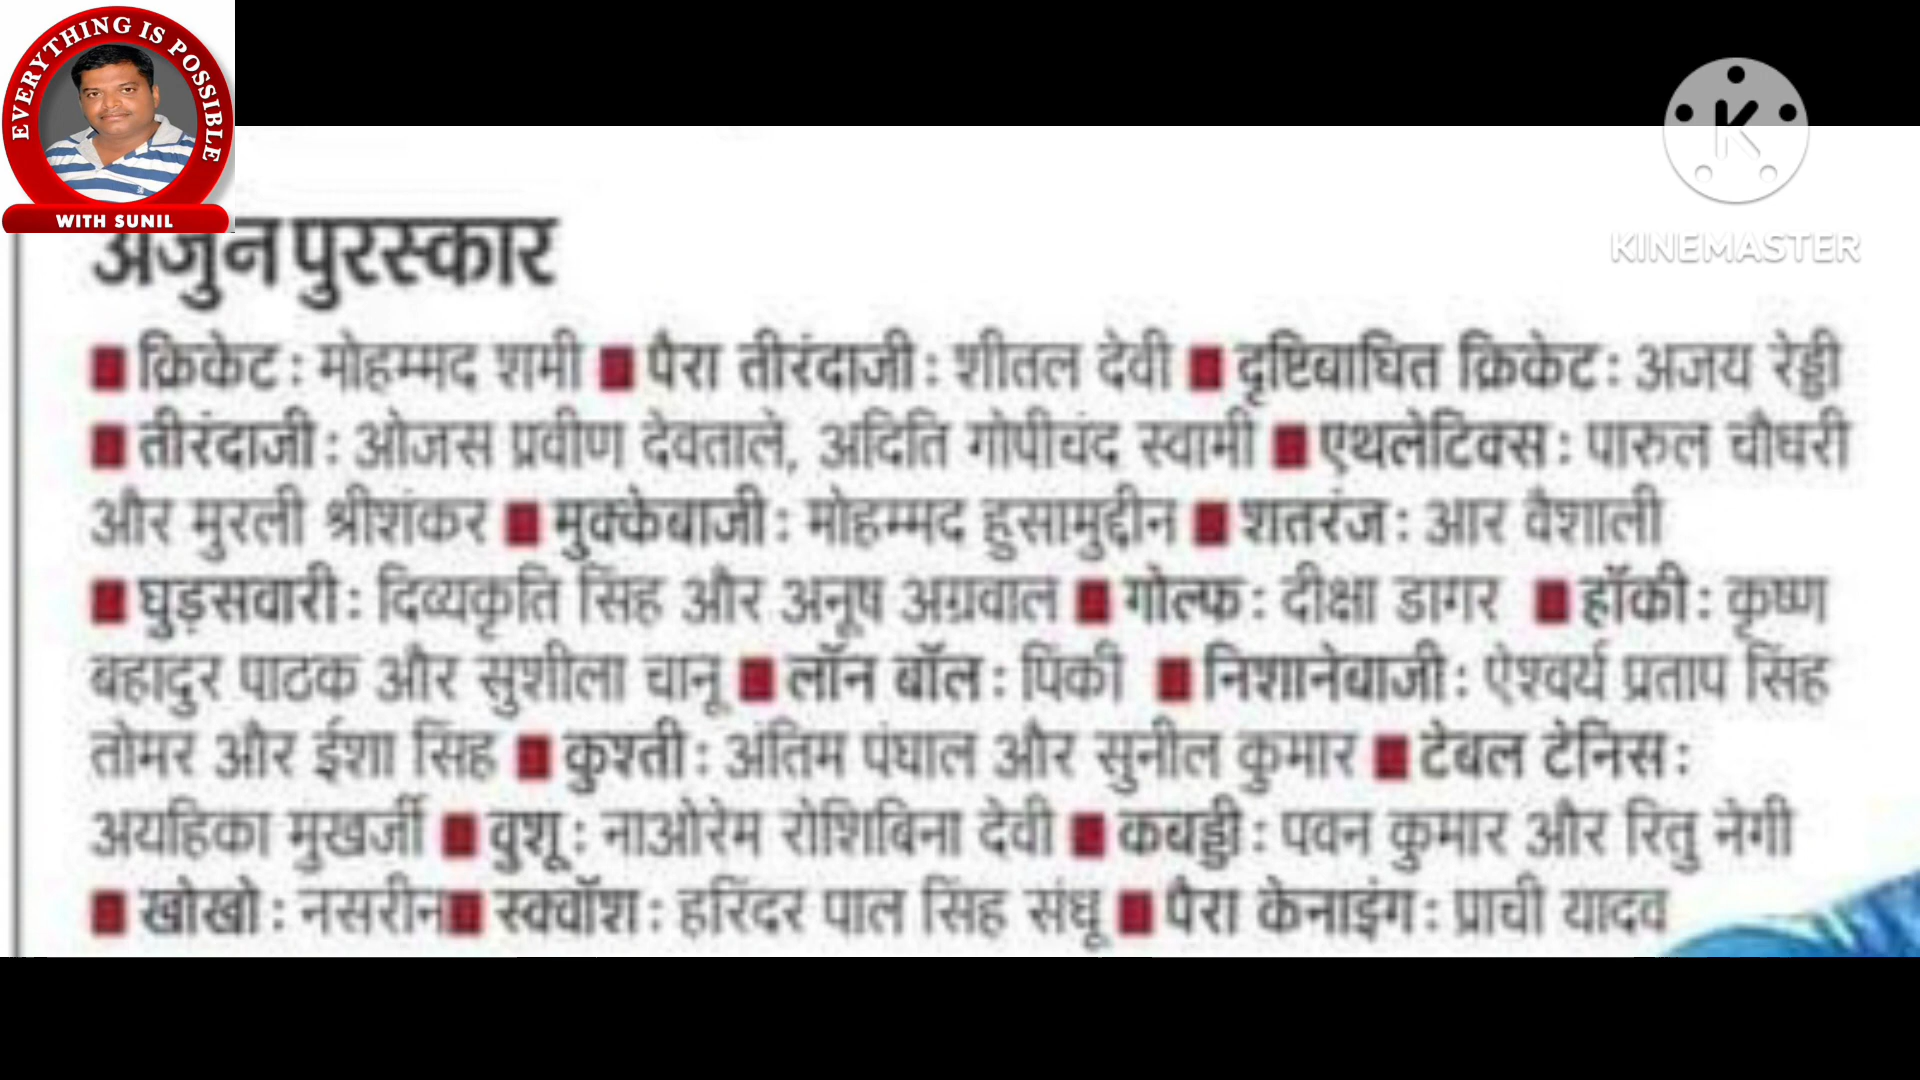 EVERYTHING IS POSSIBLE
WITH SUNIL
KINEMASTER
अर्जुन पुरस्कार
■ क्रिकेट : मोहम्मद शमी ■ पैरा तीरंदाजी : शीतल देवी ■ दृष्टिबाधित क्रिकेट : अजय रेड्डी
■ तीरंदाजी : ओजस प्रवीण देवताले, अदिति गोपीचंद स्वामी ■ एथलेटिक्स : पारुल चौधरी
और मुरली श्रीशंकर ■ मुक्केबाजी : मोहम्मद हुसामुद्दीन ■ शतरंज : आर वैशाली
■ घुड़सवारी : दिव्यकृति सिंह और अनूष अग्रवाल ■ गोल्फ : दीक्षा डागर ■ हॉकी : कृष्ण
बहादुर पाठक और सुशीला चानू ■ लॉन बॉल : पिंकी ■ निशानेबाजी : ऐश्वर्य प्रताप सिंह
तोमर और ईशा सिंह ■ कुश्ती : अंतिम पंघाल और सुनील कुमार ■ टेबल टेनिस :
अयहिका मुखर्जी ■ वुशू : नाओरेम रोशिबिना देवी ■ कबड्डी : पवन कुमार और रितु नेगी
■ खोखो : नसरीन ■ स्क्वॉश : हरिंदर पाल सिंह संधू ■ पैरा केनाइंग : प्राची यादव